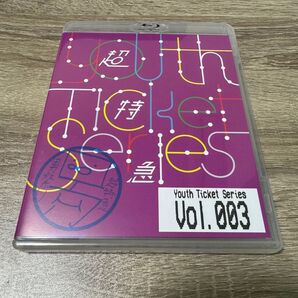 超
Youth
特
Ticket
急
Series
Youth Ticket Series
Vol.003